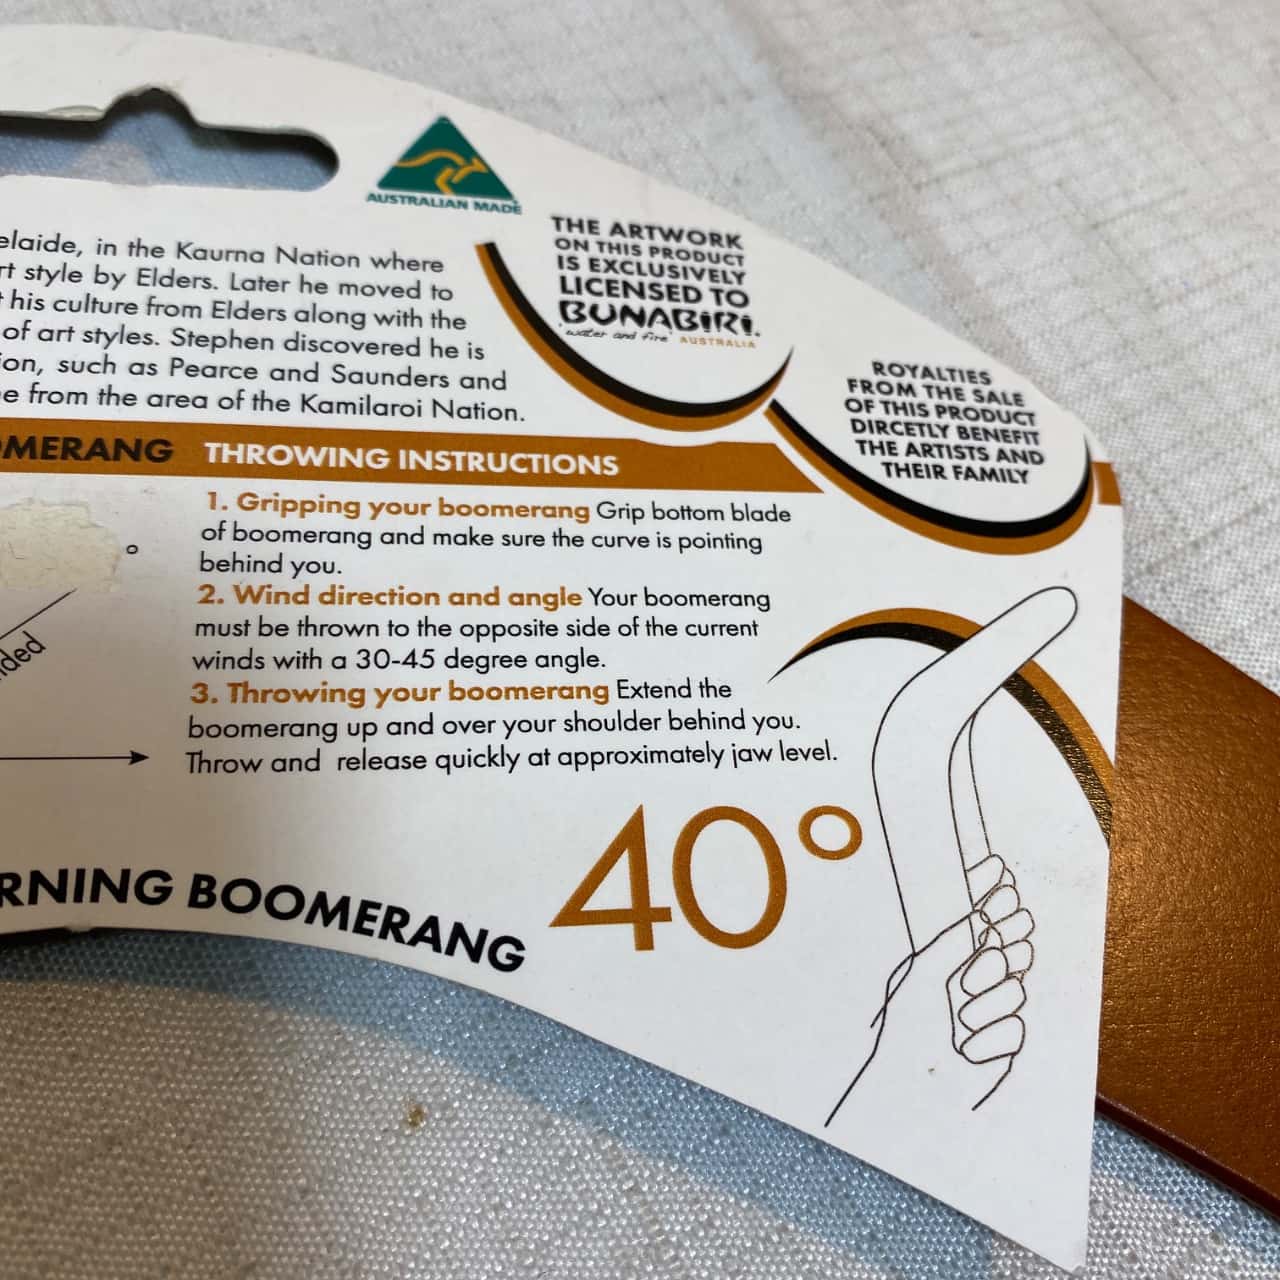 AUSTRALIAN MADE
THE ARTWORK
ON THIS PRODUCT
IS EXCLUSIVELY
LICENSED TO
BUNABIRI.
'water and fire' AUSTRALIA
ROYALTIES
FROM THE SALE
OF THIS PRODUCT
DIRCETLY BENEFIT
THE ARTISTS AND
THEIR FAMILY
elaide, in the Kaurna Nation where
rt style by Elders. Later he moved to
t his culture from Elders along with the
of art styles. Stephen discovered he is
ion, such as Pearce and Saunders and
e from the area of the Kamilaroi Nation.
OMERANG THROWING INSTRUCTIONS
1. Gripping your boomerang Grip bottom blade
of boomerang and make sure the curve is pointing
behind you.
2. Wind direction and angle Your boomerang
must be thrown to the opposite side of the current
winds with a 30-45 degree angle.
3. Throwing your boomerang Extend the
boomerang up and over your shoulder behind you.
Throw and release quickly at approximately jaw level.
°
ded
40°
RNING BOOMERANG